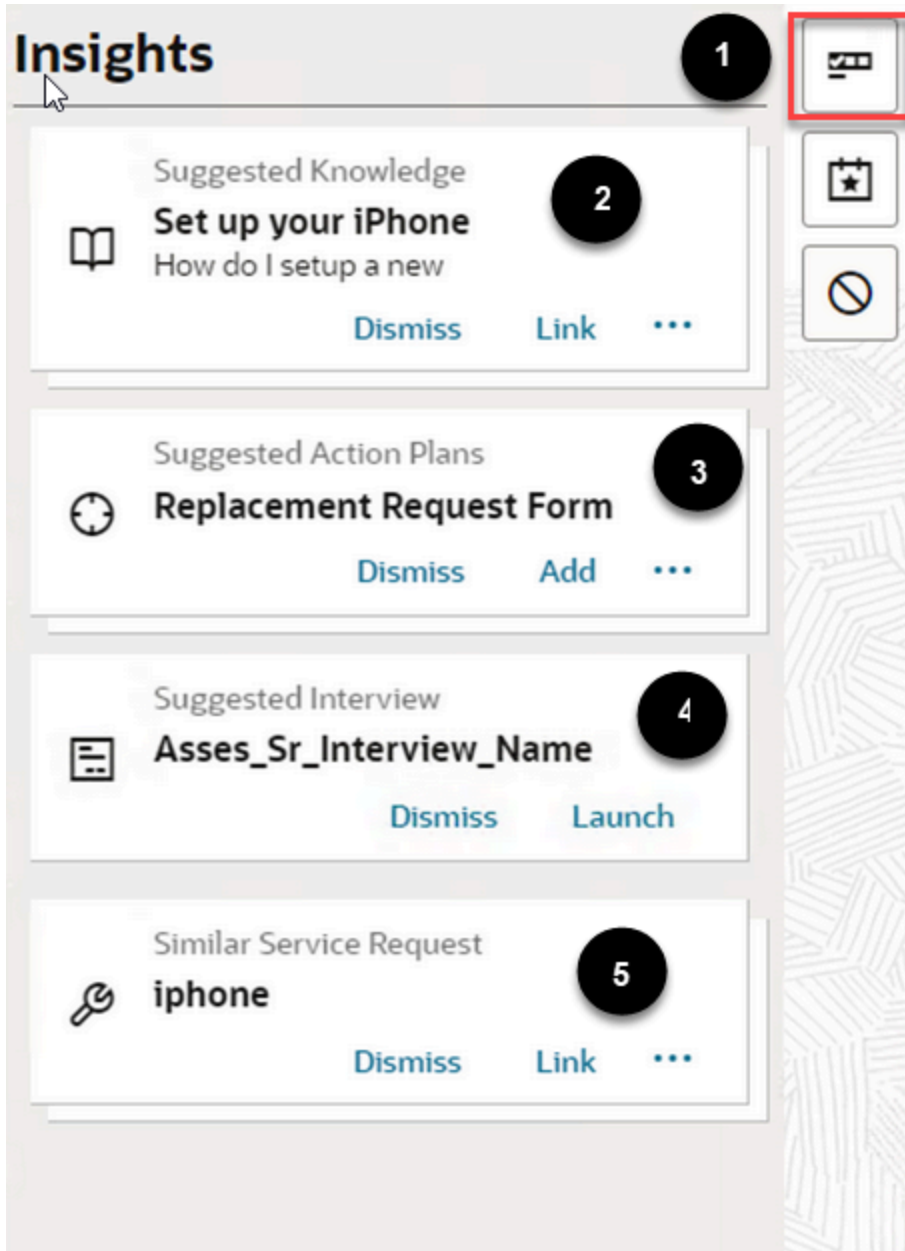 Insights
1
Suggested Knowledge
2
Set up your iPhone
How do I setup a new
Dismiss Link ...
Suggested Action Plans
3
Replacement Request Form
Dismiss Add ...
Suggested Interview
4
Asses_Sr_Interview_Name
Dismiss Launch
Similar Service Request
5
iphone
Dismiss Link ...